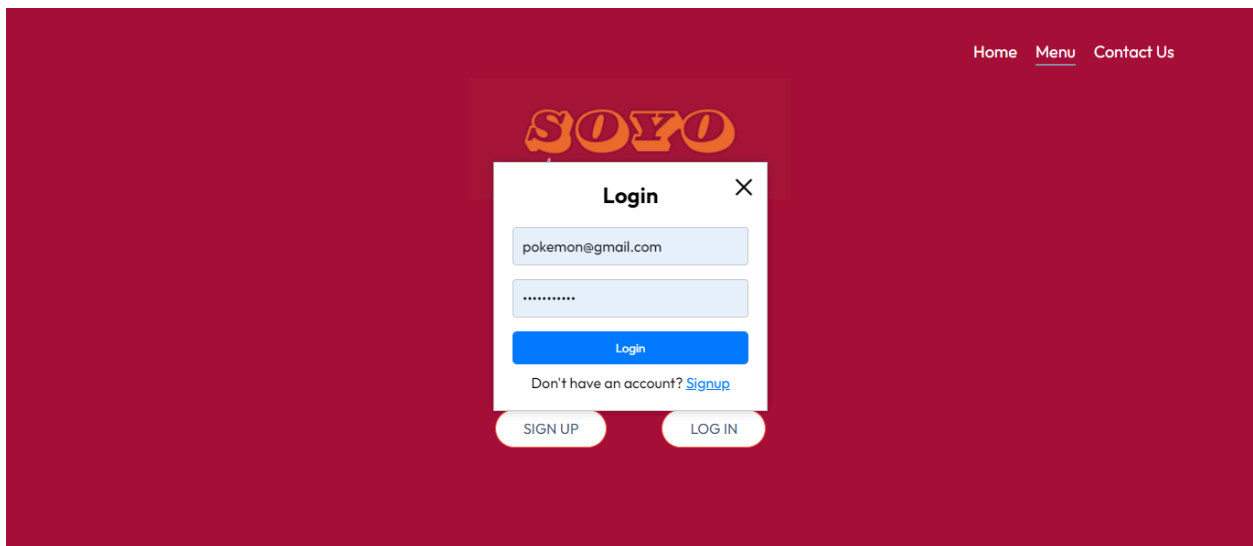 Home Menu Contact Us
SOYO
Login
pokemon@gmail.com
•••••••••••
Login
Don't have an account? Signup
SIGN UP LOG IN